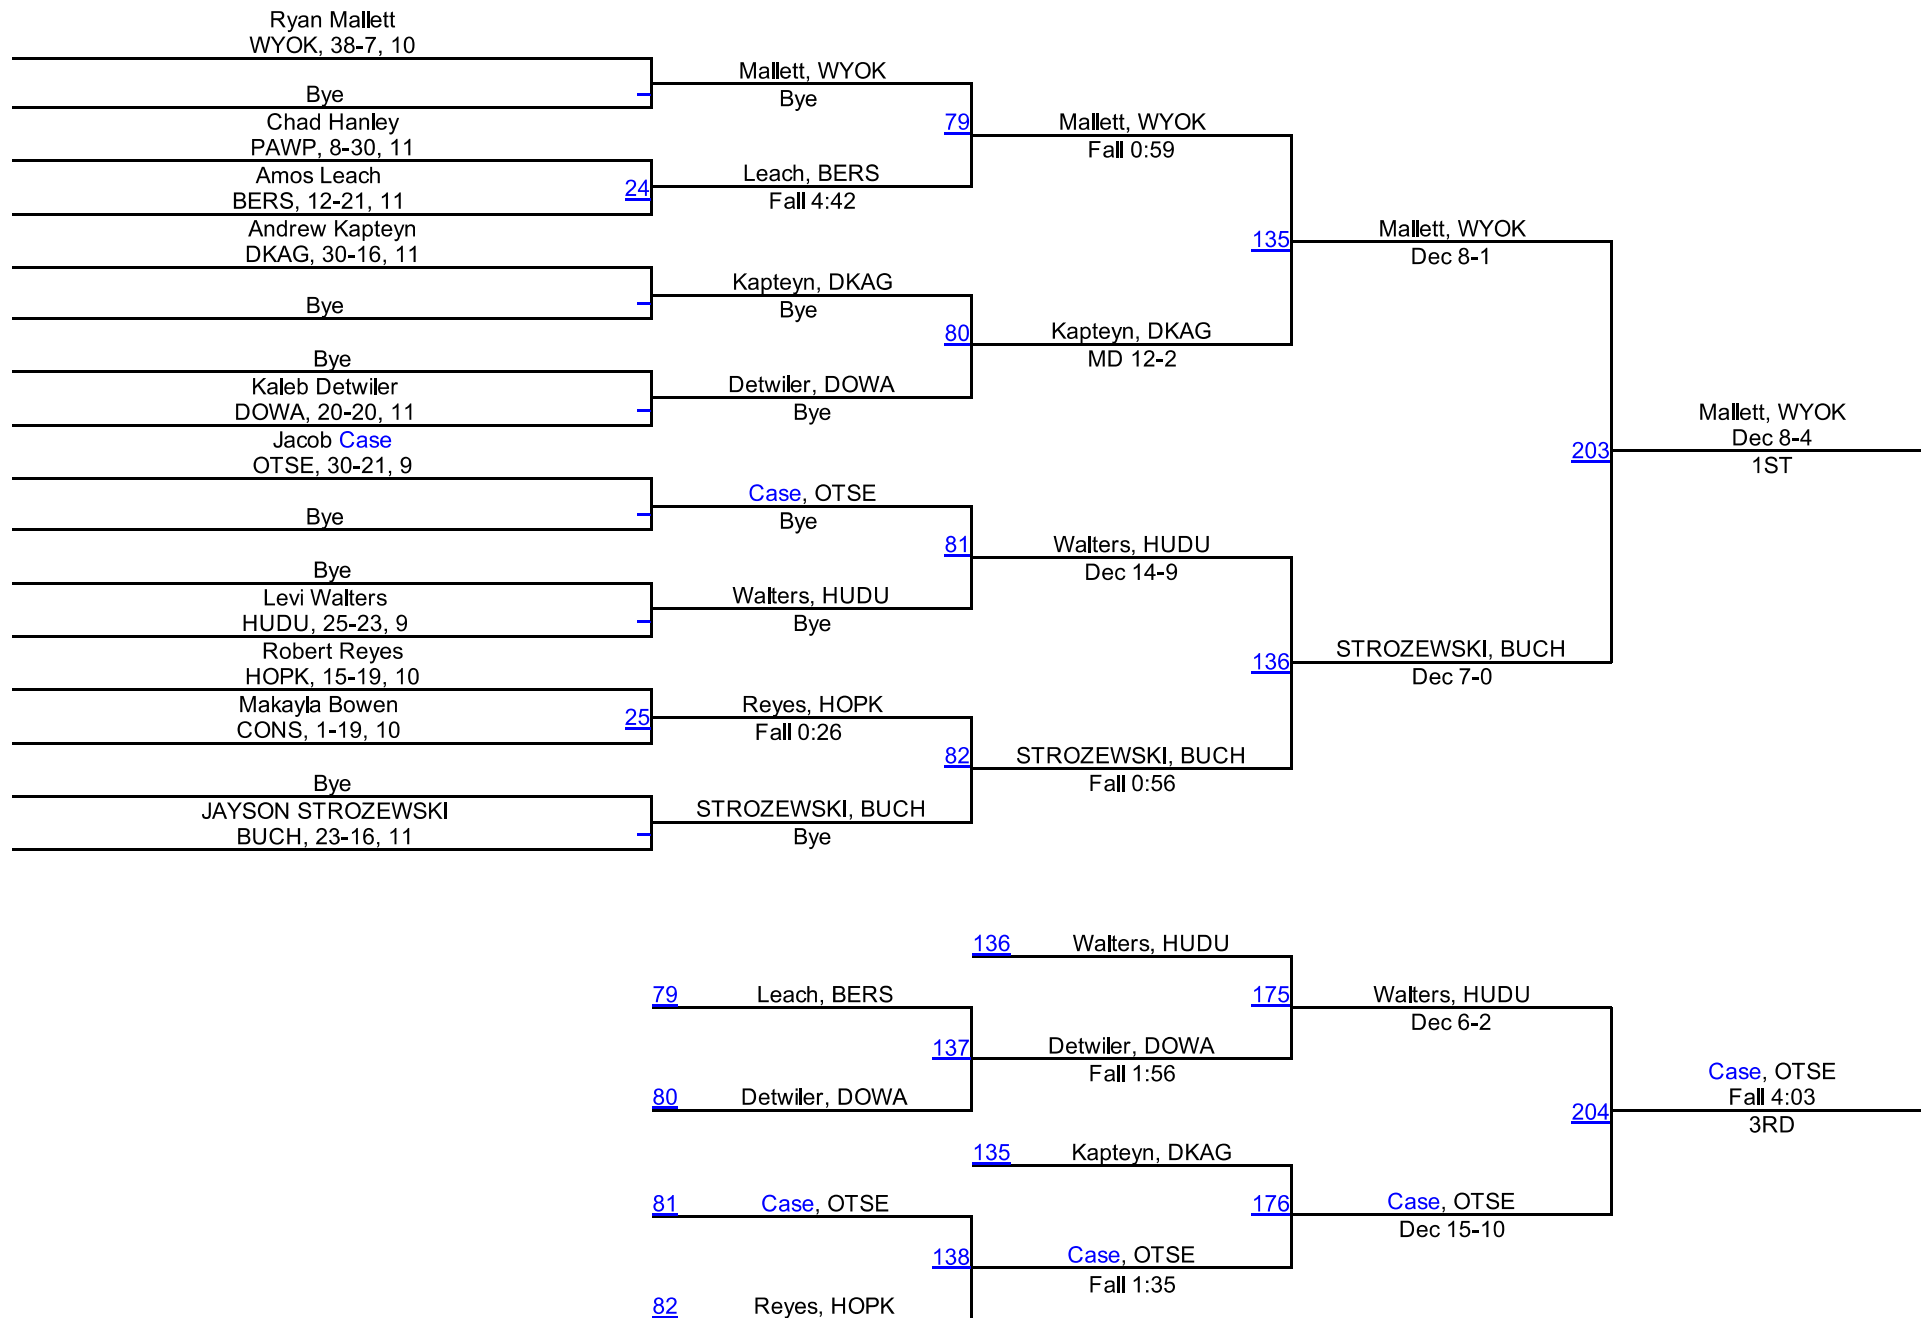 Ryan Mallett
WYOK, 38-7, 10
Bye
Chad Hanley
PAWP, 8-30, 11
Amos Leach
BERS, 12-21, 11
24
Andrew Kapteyn
DKAG, 30-16, 11
Bye
Bye
Kaleb Detwiler
DOWA, 20-20, 11
Jacob Case
OTSE, 30-21, 9
Bye
Bye
Levi Walters
HUDU, 25-23, 9
Robert Reyes
HOPK, 15-19, 10
Makayla Bowen
CONS, 1-19, 10
25
Bye
JAYSON STROZEWSKI
BUCH, 23-16, 11
Mallett, WYOK
Bye
79
Leach, BERS
Fall 4:42
Kapteyn, DKAG
Bye
80
Detwiler, DOWA
Bye
Case, OTSE
Bye
81
Walters, HUDU
Bye
Reyes, HOPK
Fall 0:26
82
STROZEWSKI, BUCH
Bye
Mallett, WYOK
Fall 0:59
135
Kapteyn, DKAG
MD 12-2
Walters, HUDU
Dec 14-9
136
STROZEWSKI, BUCH
Fall 0:56
Mallett, WYOK
Dec 8-1
203
STROZEWSKI, BUCH
Dec 7-0
Mallett, WYOK
Dec 8-4
1ST
79 Leach, BERS
137
80 Detwiler, DOWA
81 Case, OTSE
138
82 Reyes, HOPK
136 Walters, HUDU
175
Detwiler, DOWA
Fall 1:56
135 Kapteyn, DKAG
176
Case, OTSE
Fall 1:35
Walters, HUDU
Dec 6-2
204
Case, OTSE
Dec 15-10
Case, OTSE
Fall 4:03
3RD